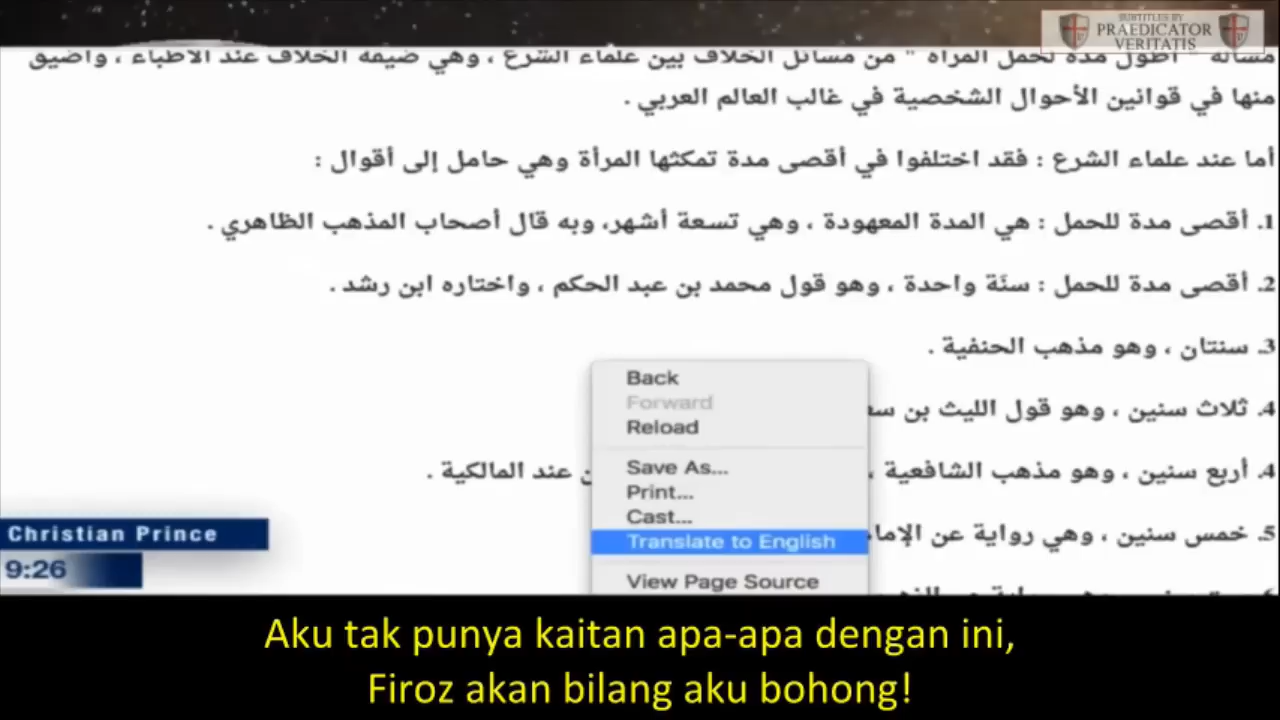 SUBTITLES BY
PRAEDICATOR
VERITATIS
مسألة " أطول مدة لحمل المرأة " من مسائل الخلاف بين علماء الشرع ، وهي ضيقة الخلاف عند الأطباء ، وأضيق
منها في قوانين الأحوال الشخصية في غالب العالم العربي .
أما عند علماء الشرع : فقد اختلفوا في أقصى مدة تمكثها المرأة وهي حامل إلى أقوال :
1. أقصى مدة للحمل : هي المدة المعهودة ، وهي تسعة أشهر، وبه قال أصحاب المذهب الظاهري .
2. أقصى مدة للحمل : سنَة واحدة ، وهو قول محمد بن عبد الحكم ، واختاره ابن رشد .
3. سنتان ، وهو مذهب الحنفية .
4. ثلاث سنين ، وهو قول الليث بن
4. أربع سنين ، وهو مذهب الشافعية ، عند المالكية .
5. خمس سنين ، وهي رواية عن
Back
Forward
Reload
Save As...
Print...
Cast...
Translate to English
View Page Source
Christian Prince
9:26
Aku tak punya kaitan apa-apa dengan ini,
Firoz akan bilang aku bohong!